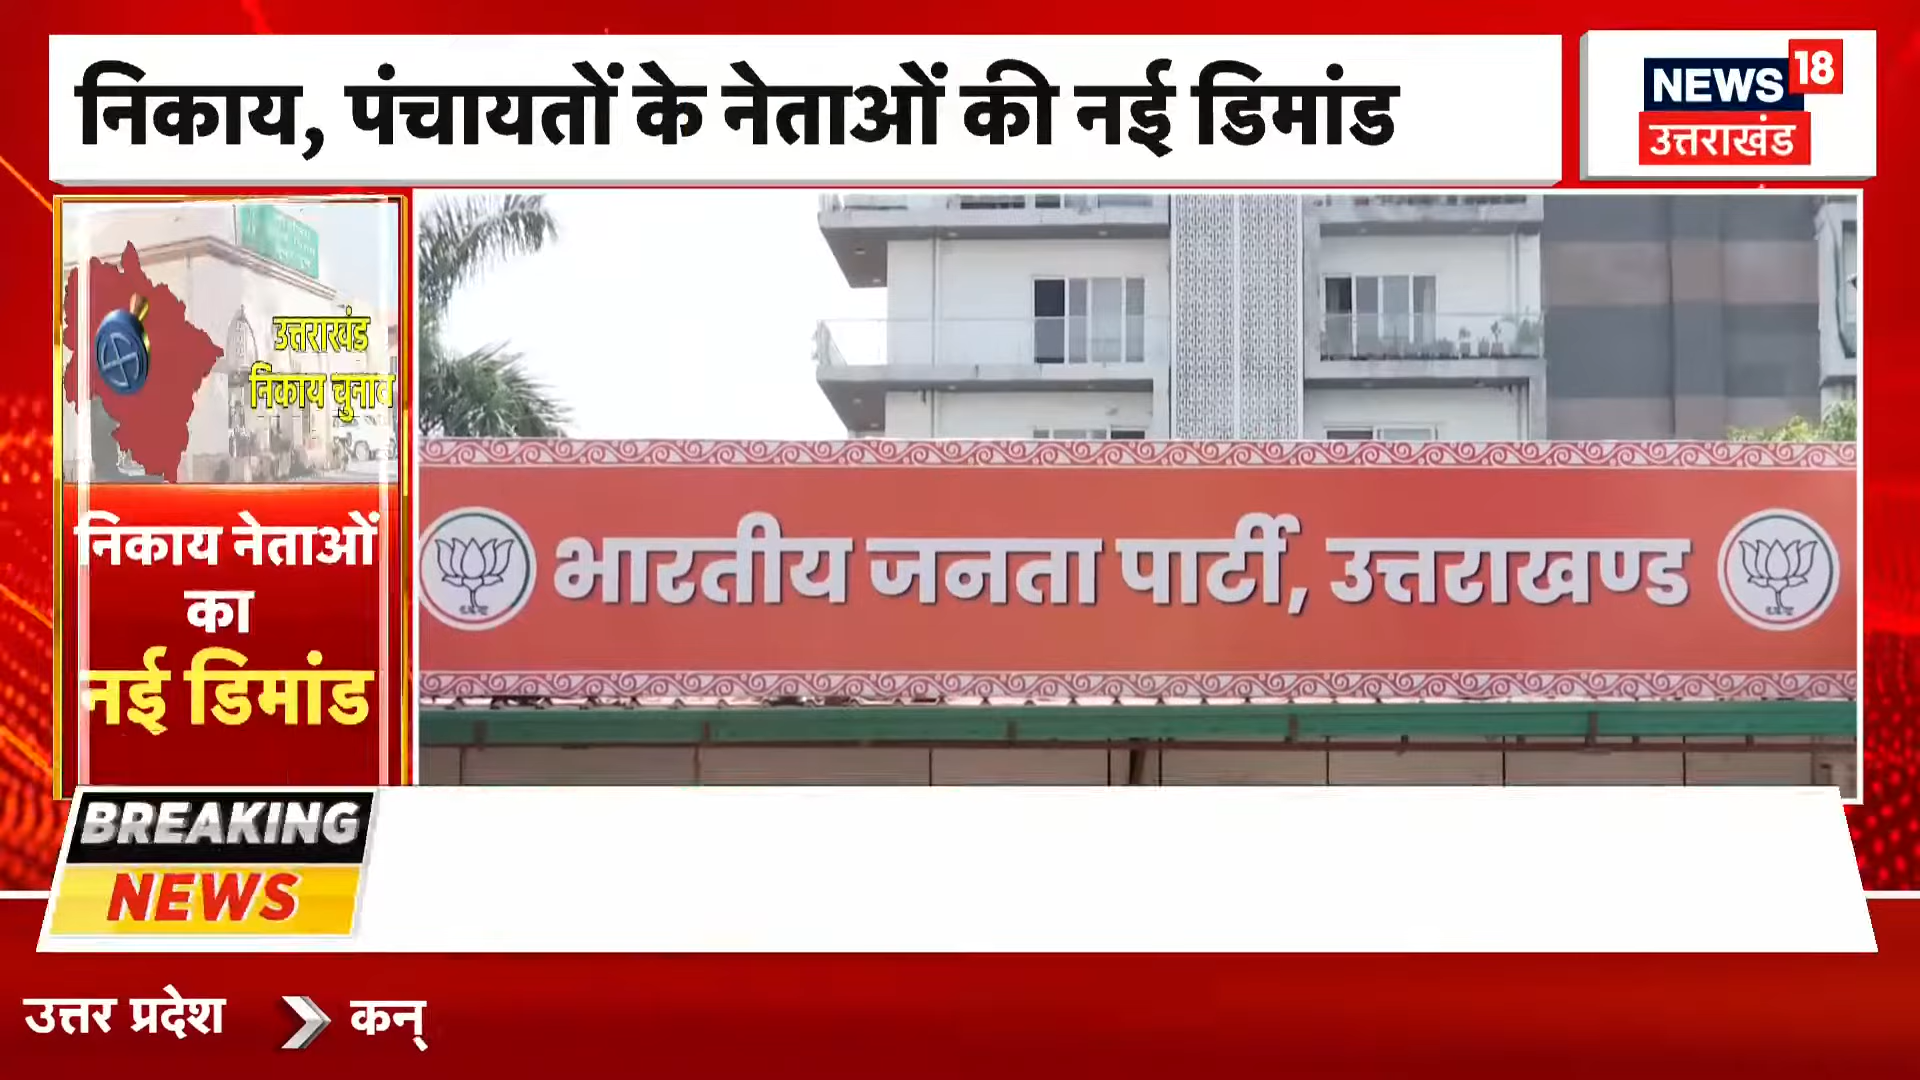 निकाय, पंचायतों के नेताओं की नई डिमांड
NEWS 18
उत्तराखंड
उत्तराखंड
निकाय चुनाव
निकाय नेताओं
का
नई डिमांड
भारतीय जनता पार्टी, उत्तराखण्ड
BREAKING
NEWS
उत्तर प्रदेश
कन्